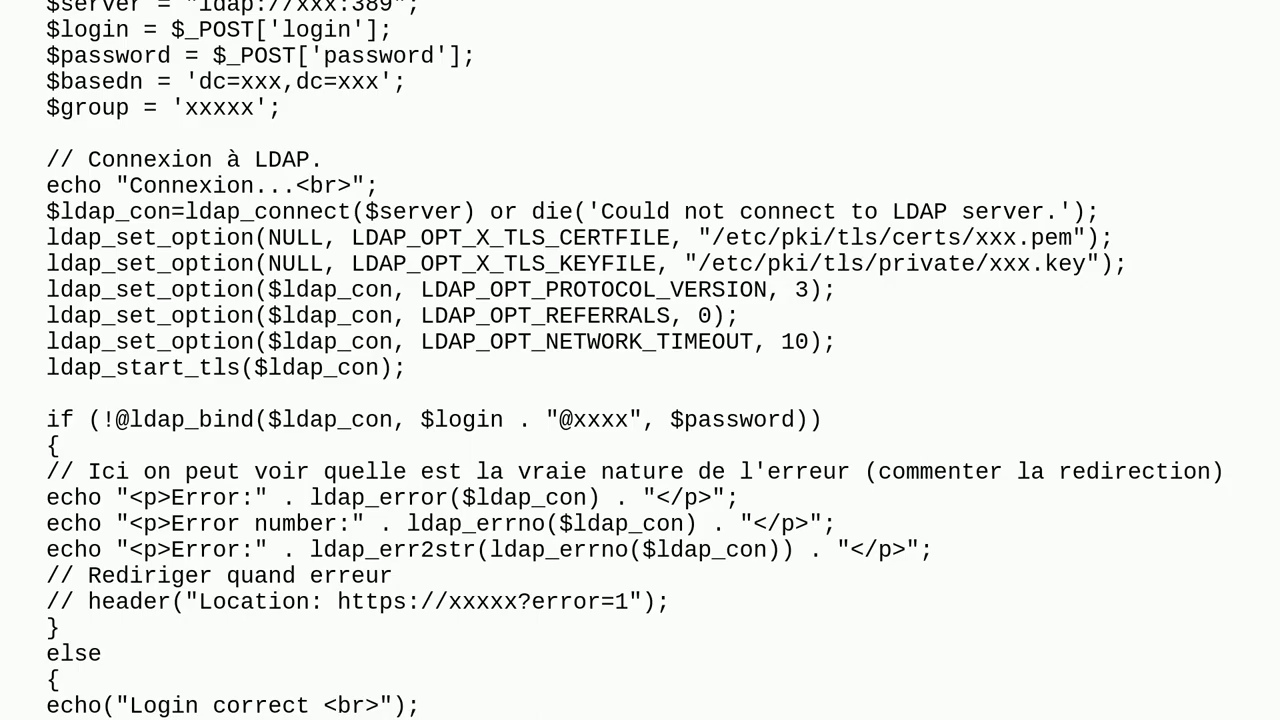 $server = "ldap://xxx:389";
$login = $_POST['login'];
$password = $_POST['password'];
$basedn = 'dc=xxx,dc=xxx';
$group = 'xxxxx';
// Connexion à LDAP.
echo "Connexion...<br>";
$ldap_con=ldap_connect($server) or die('Could not connect to LDAP server.');
ldap_set_option(NULL, LDAP_OPT_X_TLS_CERTFILE, "/etc/pki/tls/certs/xxx.pem");
ldap_set_option(NULL, LDAP_OPT_X_TLS_KEYFILE, "/etc/pki/tls/private/xxx.key");
ldap_set_option($ldap_con, LDAP_OPT_PROTOCOL_VERSION, 3);
ldap_set_option($ldap_con, LDAP_OPT_REFERRALS, 0);
ldap_set_option($ldap_con, LDAP_OPT_NETWORK_TIMEOUT, 10);
ldap_start_tls($ldap_con);
if (!@ldap_bind($ldap_con, $login . "@xxxx", $password))
{
// Ici on peut voir quelle est la vraie nature de l'erreur (commenter la redirection)
echo "<p>Error:" . ldap_error($ldap_con) . "</p>";
echo "<p>Error number:" . ldap_errno($ldap_con) . "</p>";
echo "<p>Error:" . ldap_err2str(ldap_errno($ldap_con)) . "</p>";
// Rediriger quand erreur
// header("Location: https://xxxxx?error=1");
}
else
{
echo("Login correct <br>");